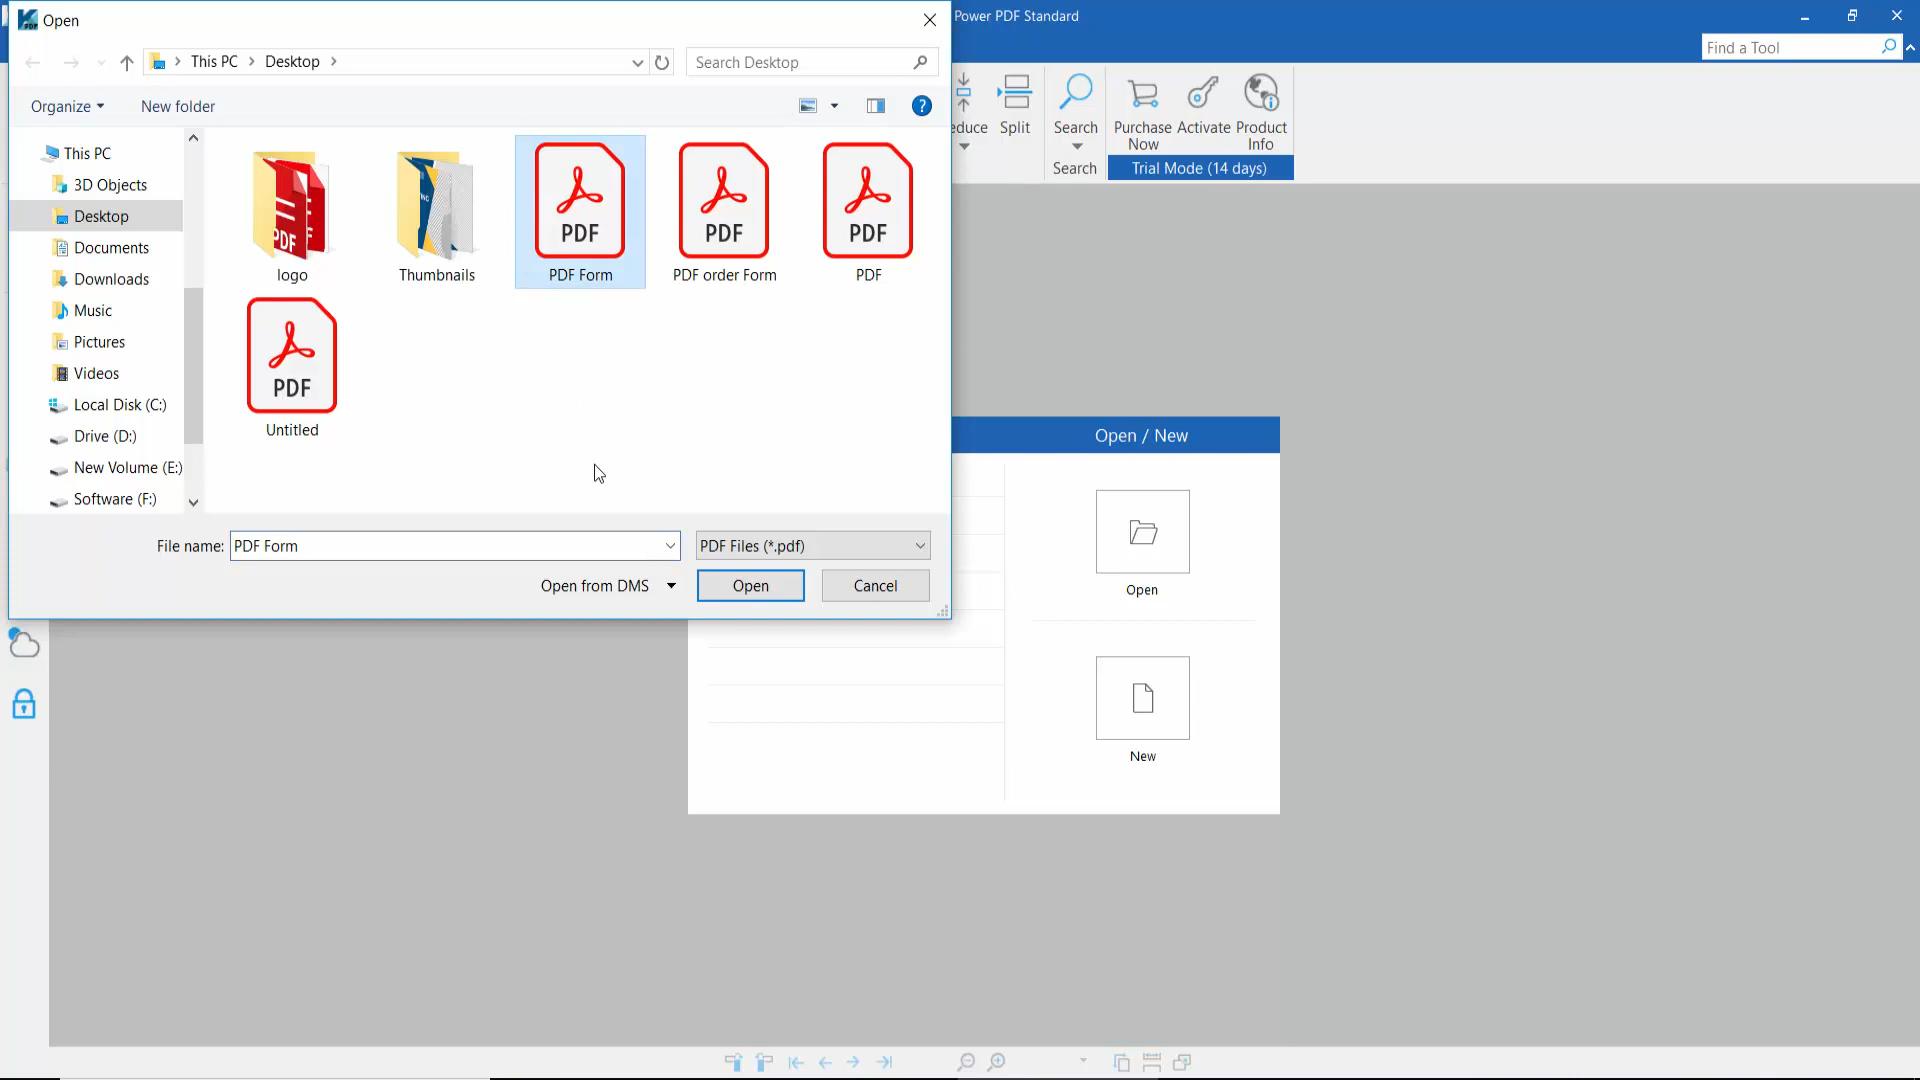 Open
Power PDF Standard
This PC
Desktop
Search Desktop
Find a Tool
Organize
New folder
educe
Split
Search
Purchase
Now
Activate
Product
Info
Search
Trial Mode (14 days)
This PC
3D Objects
Desktop
Documents
Downloads
Music
Pictures
Videos
Local Disk (C:)
Drive (D:)
New Volume (E:)
Software (F:)
PDF
logo
Thumbnails
PDF
PDF Form
PDF
PDF order Form
PDF
PDF
PDF
Untitled
File name:
PDF Form
PDF Files (*.pdf)
Open from DMS
Open
Cancel
Open / New
Open
New